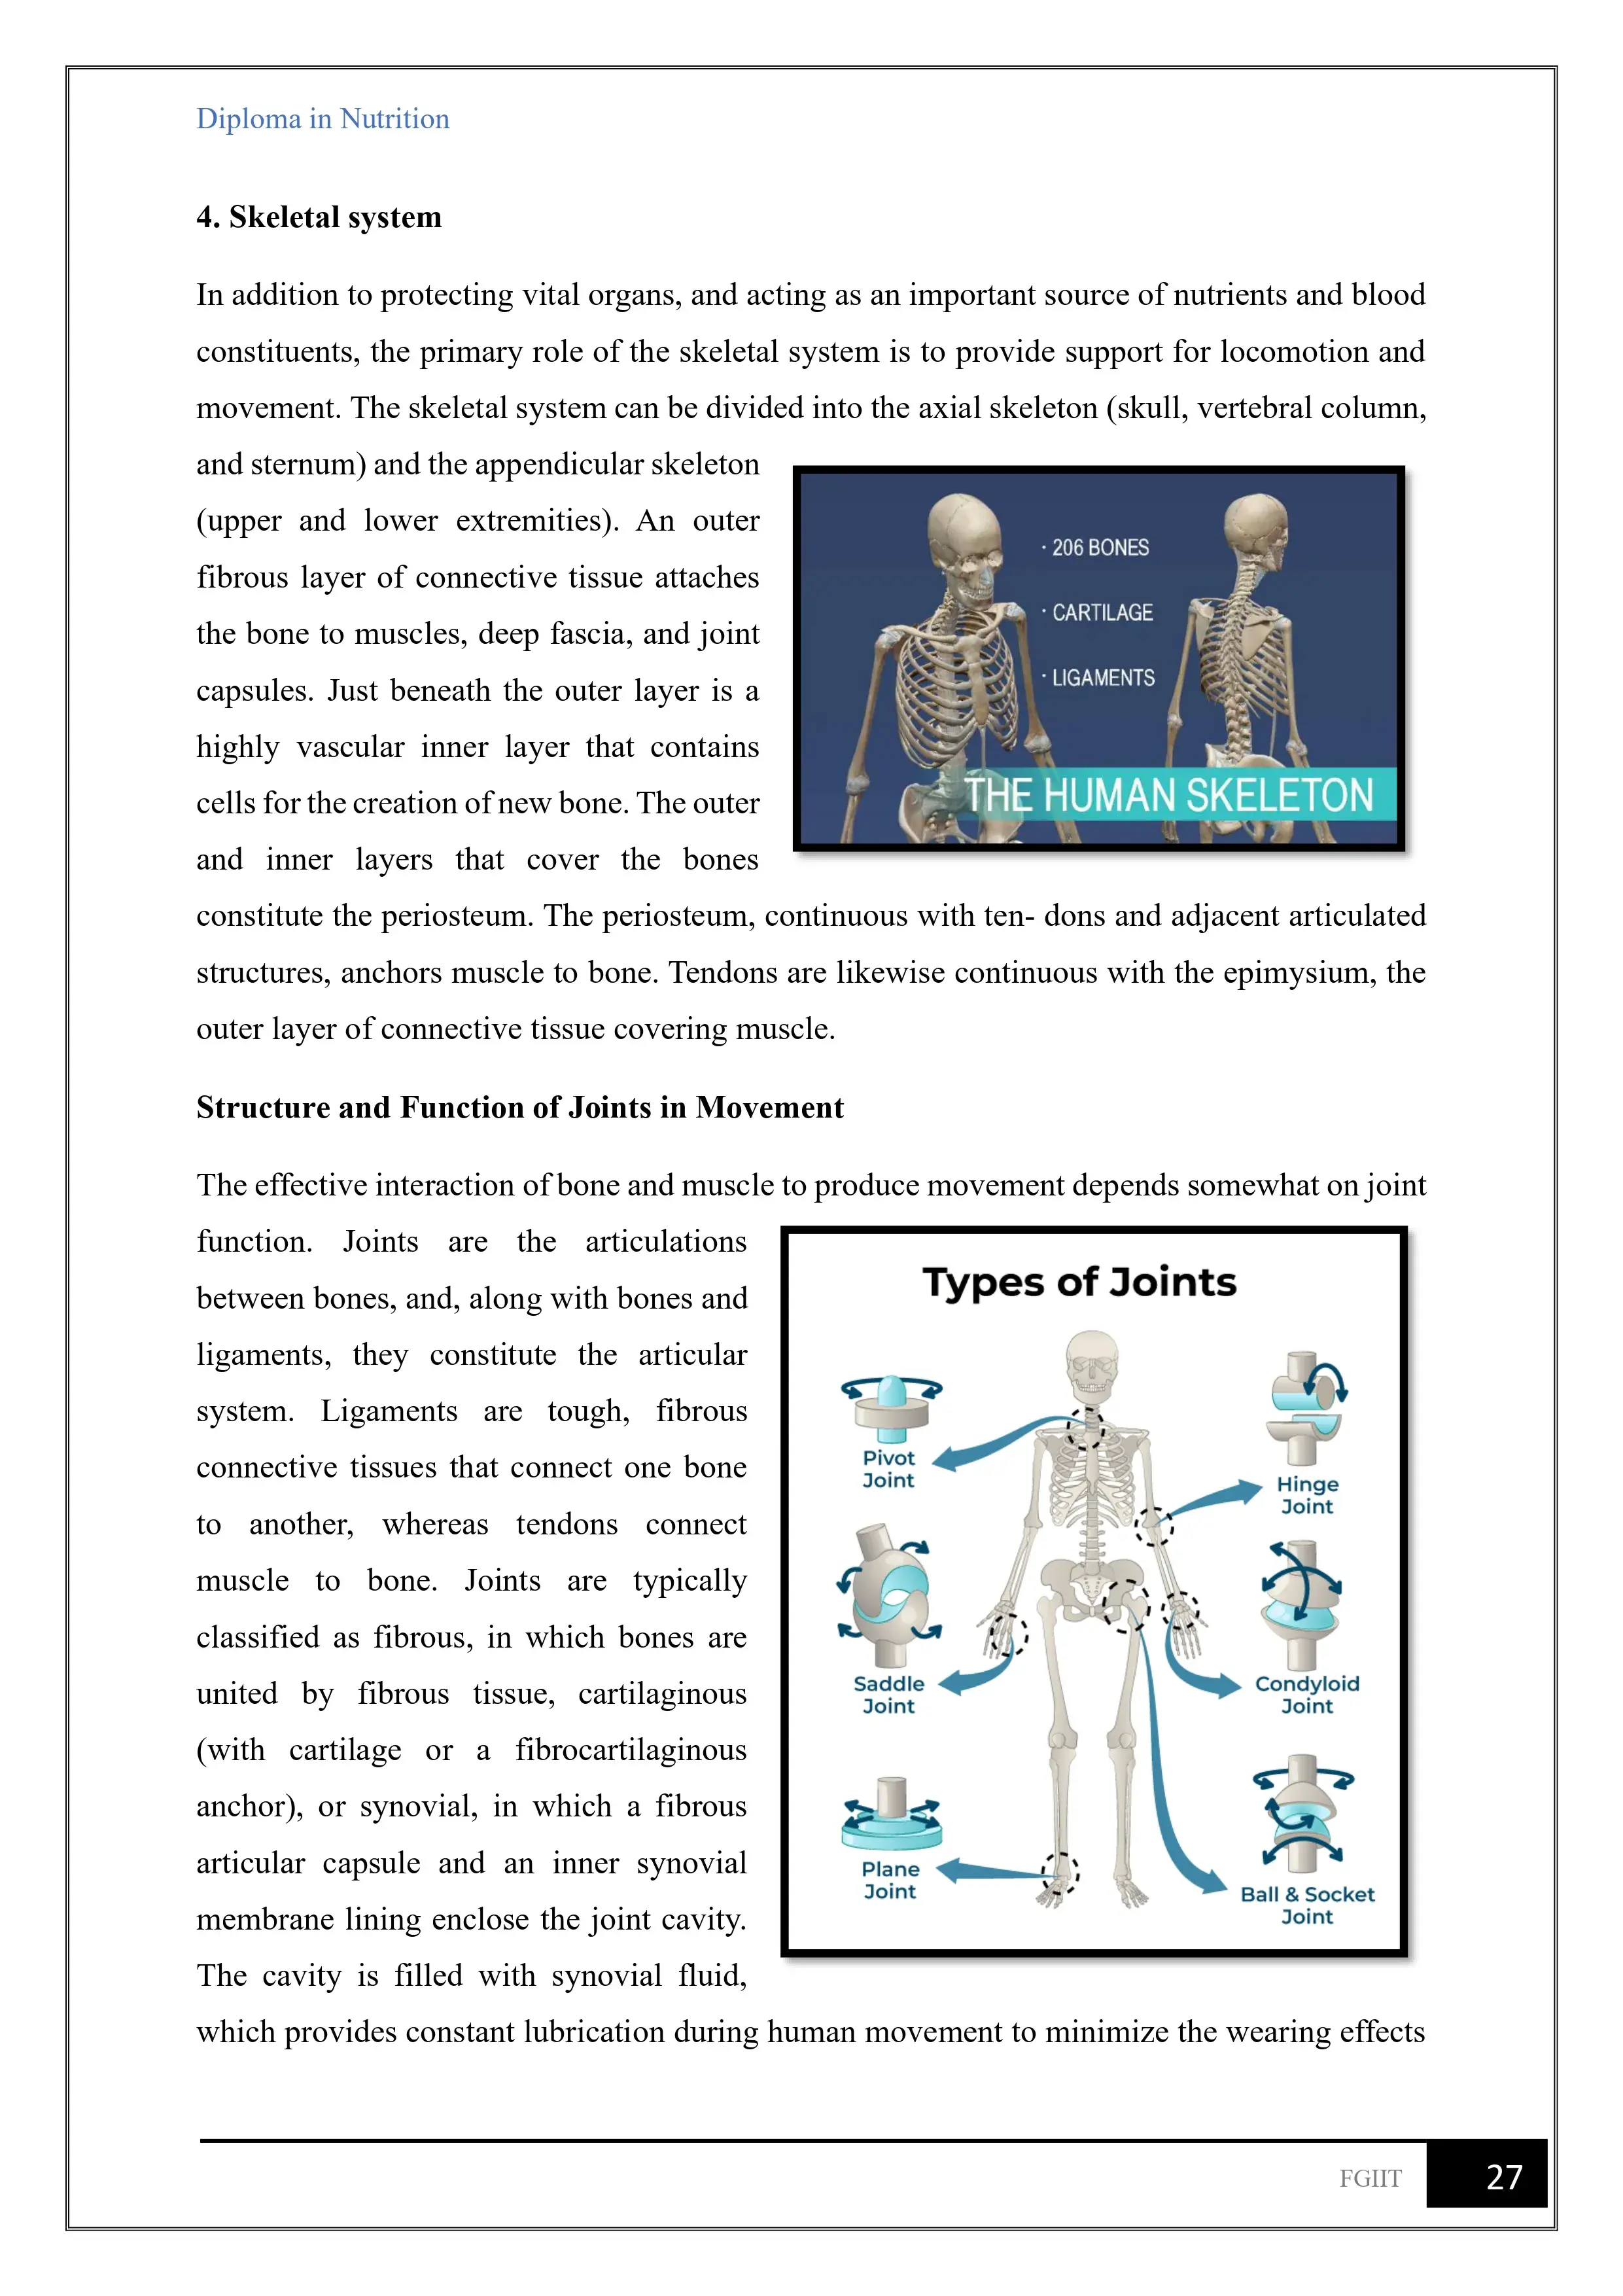 Diploma in Nutrition
4. Skeletal system
In addition to protecting vital organs, and acting as an important source of nutrients and blood
constituents, the primary role of the skeletal system is to provide support for locomotion and
movement. The skeletal system can be divided into the axial skeleton (skull, vertebral column,
and sternum) and the appendicular skeleton
(upper and lower extremities). An outer
fibrous layer of connective tissue attaches
the bone to muscles, deep fascia, and joint
capsules. Just beneath the outer layer is a
highly vascular inner layer that contains
cells for the creation of new bone. The outer
and inner layers that cover the bones
· 206 BONES
· CARTILAGE
· LIGAMENTS
THE HUMAN SKELETON
constitute the periosteum. The periosteum, continuous with ten- dons and adjacent articulated
structures, anchors muscle to bone. Tendons are likewise continuous with the epimysium, the
outer layer of connective tissue covering muscle.
Structure and Function of Joints in Movement
The effective interaction of bone and muscle to produce movement depends somewhat on joint
function. Joints are the articulations
between bones, and, along with bones and
ligaments, they constitute the articular
system. Ligaments are tough, fibrous
connective tissues that connect one bone
to another, whereas tendons connect
muscle to bone. Joints are typically
classified as fibrous, in which bones are
united by fibrous tissue, cartilaginous
(with cartilage or a fibrocartilaginous
anchor), or synovial, in which a fibrous
articular capsule and an inner synovial
membrane lining enclose the joint cavity.
The cavity is filled with synovial fluid,
Types of Joints
Pivot
Joint
Hinge
Joint
Saddle
Joint
Condyloid
Joint
Plane
Joint
Ball & Socket
Joint
which provides constant lubrication during human movement to minimize the wearing effects
FGIIT
27